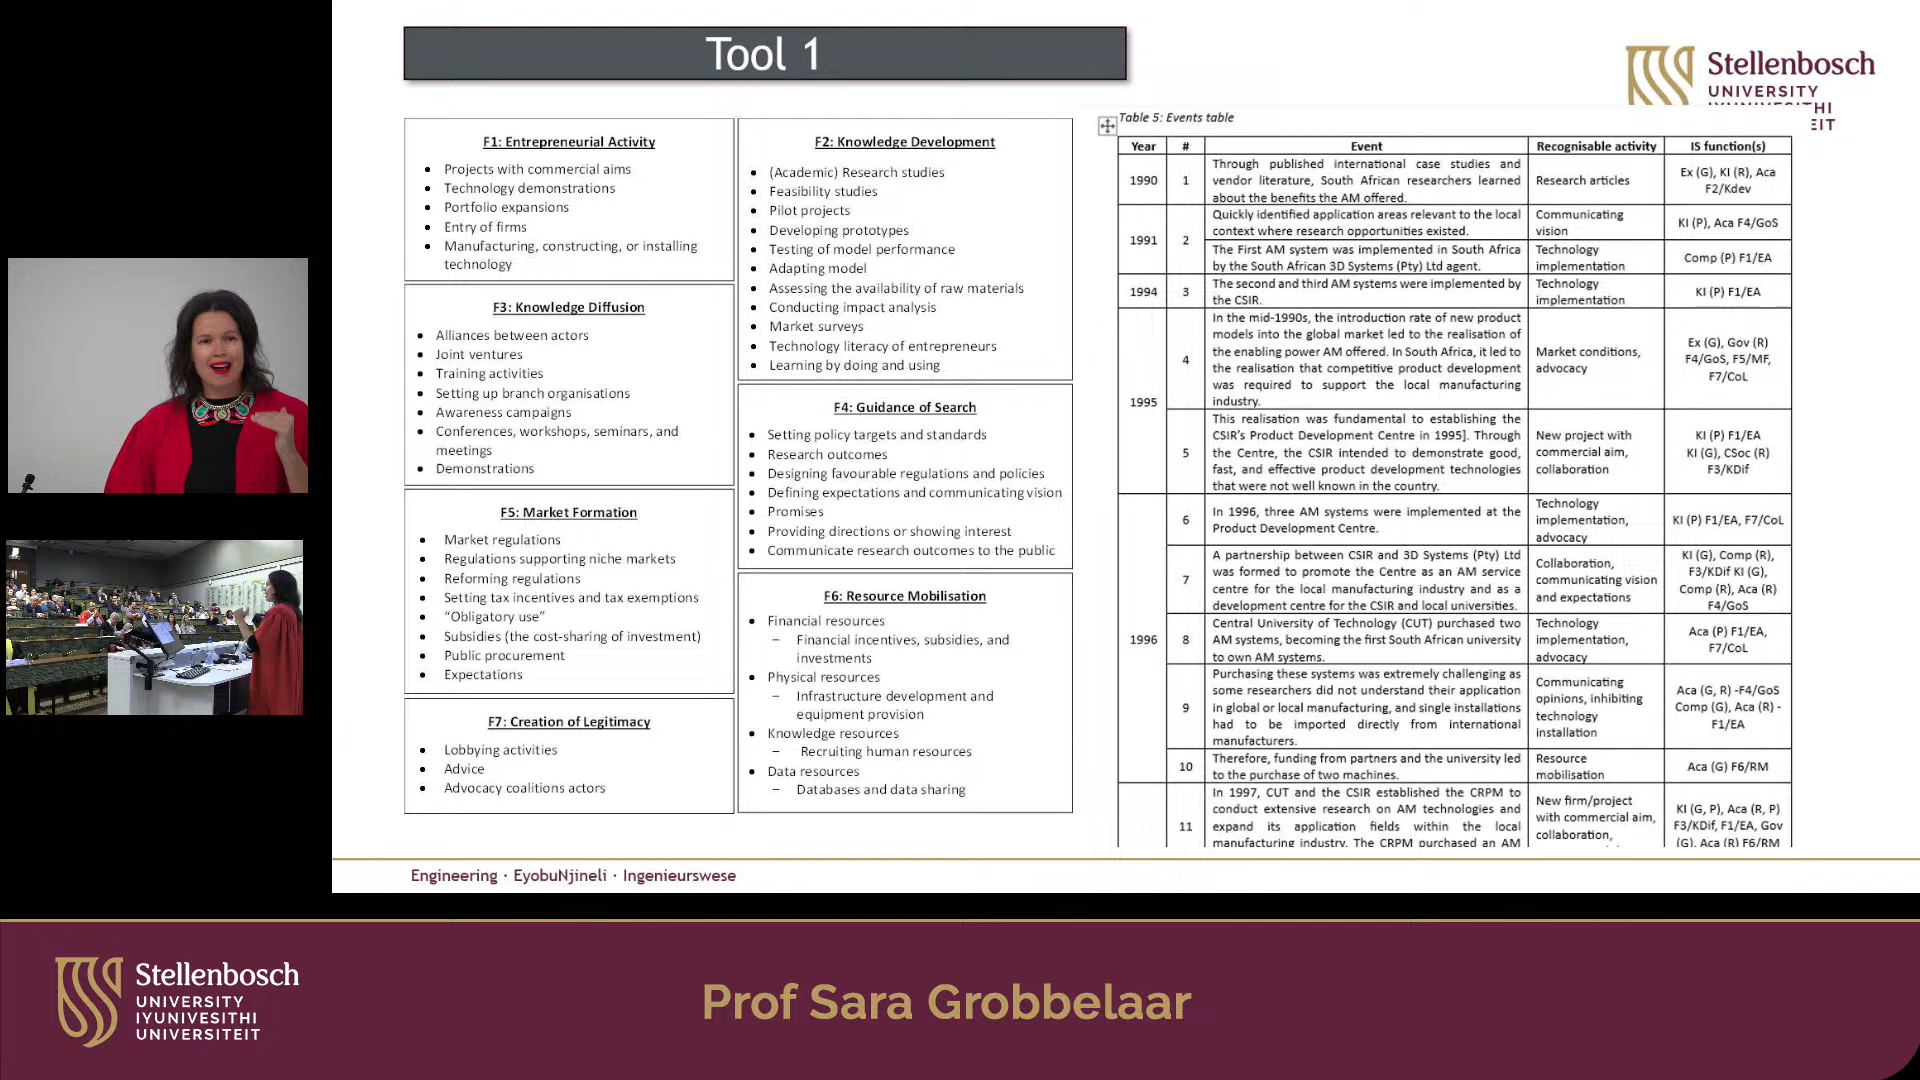 Tool 1
Stellenbosch
UNIVERSITY
IYUNIVESITHI
EIT
F1: Entrepreneurial Activity
• Projects with commercial aims
• Technology demonstrations
• Portfolio expansions
• Entry of firms
• Manufacturing, constructing, or installing
technology
F3: Knowledge Diffusion
• Alliances between actors
• Joint ventures
• Training activities
• Setting up branch organisations
• Awareness campaigns
• Conferences, workshops, seminars, and
meetings
• Demonstrations
F5: Market Formation
• Market regulations
• Regulations supporting niche markets
• Reforming regulations
• Setting tax incentives and tax exemptions
• “Obligatory use”
• Subsidies (the cost-sharing of investment)
• Public procurement
• Expectations
F7: Creation of Legitimacy
• Lobbying activities
• Advice
• Advocacy coalitions actors
F2: Knowledge Development
• (Academic) Research studies
• Feasibility studies
• Pilot projects
• Developing prototypes
• Testing of model performance
• Adapting model
• Assessing the availability of raw materials
• Conducting impact analysis
• Market surveys
• Technology literacy of entrepreneurs
• Learning by doing and using
F4: Guidance of Search
• Setting policy targets and standards
• Research outcomes
• Designing favourable regulations and policies
• Defining expectations and communicating vision
• Promises
• Providing directions or showing interest
• Communicate research outcomes to the public
F6: Resource Mobilisation
• Financial resources
– Financial incentives, subsidies, and
investments
• Physical resources
– Infrastructure development and
equipment provision
• Knowledge resources
– Recruiting human resources
• Data resources
– Databases and data sharing
Table 5: Events table
Year # Event Recognisable activity IS function(s)
1990 1
Through published international case studies and
vendor literature, South African researchers learned
about the benefits the AM offered.
Research articles
Ex (G), KI (R), Aca
F2/Kdev
1991 2
Quickly identified application areas relevant to the local
context where research opportunities existed.
Communicating
vision
KI (P), Aca F4/GoS
The First AM system was implemented in South Africa
by the South African 3D Systems (Pty) Ltd agent.
Technology
implementation
Comp (P) F1/EA
1994 3
The second and third AM systems were implemented by
the CSIR.
Technology
implementation
KI (P) F1/EA
1995
4
In the mid-1990s, the introduction rate of new product
models into the global market led to the realisation of
the enabling power AM offered. In South Africa, it led to
the realisation that competitive product development
was required to support the local manufacturing
industry.
Market conditions,
advocacy
Ex (G), Gov (R)
F4/GoS, F5/MF,
F7/CoL
5
This realisation was fundamental to establishing the
CSIR’s Product Development Centre in 1995]. Through
the Centre, the CSIR intended to demonstrate good,
fast, and effective product development technologies
that were not well known in the country.
New project with
commercial aim,
collaboration
KI (P) F1/EA
KI (G), CSoc (R)
F3/KDif
1996
6
In 1996, three AM systems were implemented at the
Product Development Centre.
Technology
implementation,
advocacy
KI (P) F1/EA, F7/CoL
7
A partnership between CSIR and 3D Systems (Pty) Ltd
was formed to promote the Centre as an AM service
centre for the local manufacturing industry and as a
development centre for the CSIR and local universities.
Collaboration,
communicating vision
and expectations
KI (G), Comp (R),
F3/KDif KI (G),
Comp (R), Aca (R)
F4/GoS
8
Central University of Technology (CUT) purchased two
AM systems, becoming the first South African university
to own AM systems.
Technology
implementation,
advocacy
Aca (P) F1/EA,
F7/CoL
9
Purchasing these systems was extremely challenging as
some researchers did not understand their application
in global or local manufacturing, and single installations
had to be imported directly from international
manufacturers.
Communicating
opinions, inhibiting
technology
installation
Aca (G, R) -F4/GoS
Comp (G), Aca (R) -
F1/EA
10
Therefore, funding from partners and the university led
to the purchase of two machines.
Resource
mobilisation
Aca (G) F6/RM
11
In 1997, CUT and the CSIR established the CRPM to
conduct extensive research on AM technologies and
expand its application fields within the local
manufacturing industry. The CRPM purchased an AM
New firm/project
with commercial aim,
collaboration,
KI (G, P), Aca (R, P)
F3/KDif, F1/EA, Gov
(G), Aca (R) F6/RM
Engineering · EyobuNjineli · Ingenieurswese
Stellenbosch
UNIVERSITY
IYUNIVESITHI
UNIVERSITEIT
Prof Sara Grobbelaar